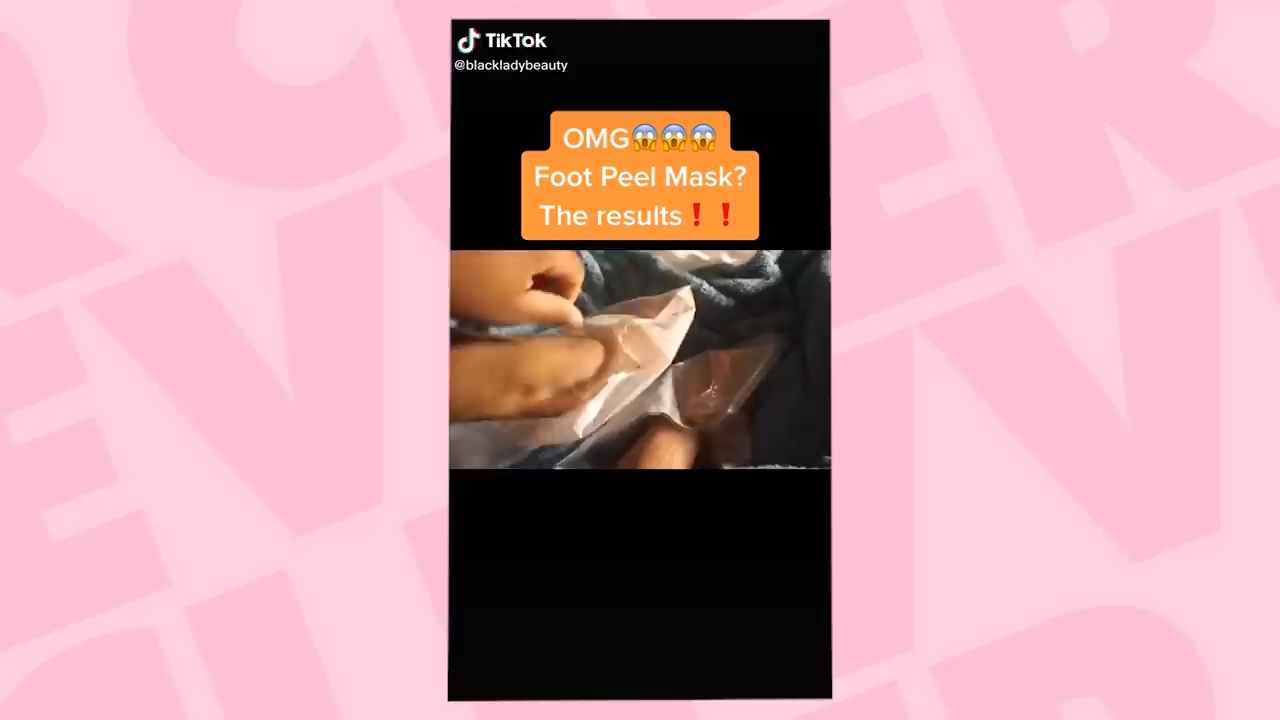 TikTok
@blackladybeauty
OMG😱😱😱
Foot Peel Mask?
The results❗❗